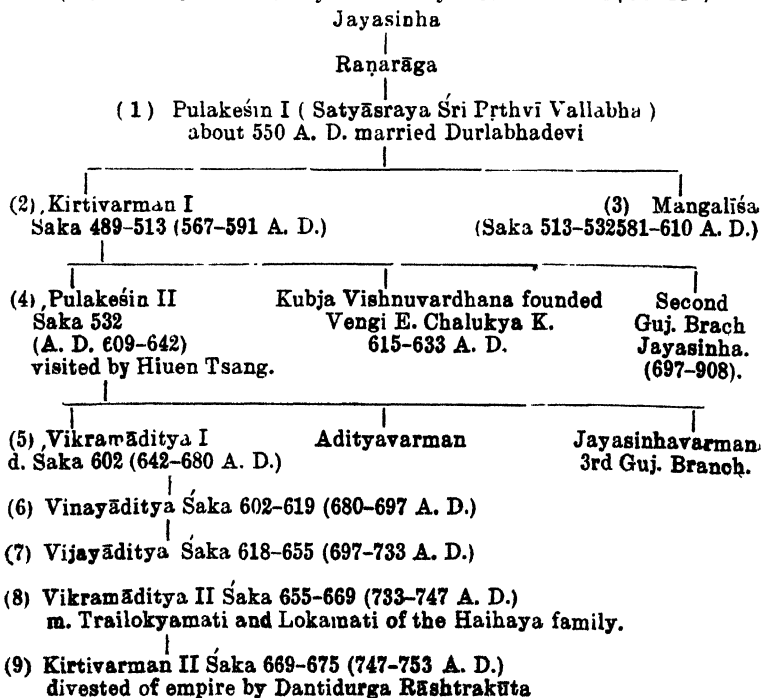 Jayasinha
Raṇarāga
(1) Pulakeśin I ( Satyāsraya Śri Pṛthvī Vallabha )
about 550 A. D. married Durlabhadevi
(2) Kirtivarman I
Saka 489–513 (567–591 A. D.)
(3) Mangalīśa
(Saka 513–532581–610 A. D.)
(4) Pulakeśin II
Saka 532
(A. D. 609–642)
visited by Hiuen Tsang.
Kubja Vishnuvardhana founded
Vengi E. Chalukya K.
615–633 A. D.
Second
Guj. Brach
Jayasinha.
(697–908).
(5) Vikramāditya I
d. Saka 602 (642–680 A. D.)
Adityavarman
Jayasinhavarman
3rd Guj. Branch.
(6) Vinayāditya Śaka 602–619 (680–697 A. D.)
(7) Vijayāditya Śaka 618–655 (697–733 A. D.)
(8) Vikramāditya II Śaka 655–669 (733–747 A. D.)
m. Trailokyamati and Lokamati of the Haihaya family.
(9) Kirtivarman II Śaka 669–675 (747–753 A. D.)
divested of empire by Dantidurga Rāshtrakūta